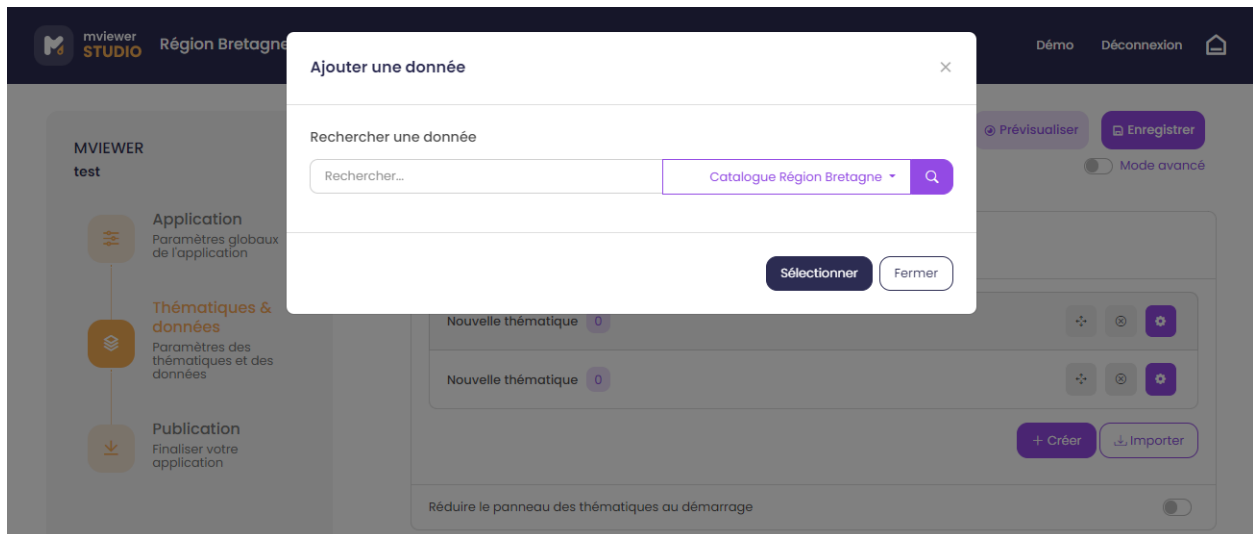 mviewer
STUDIO
Région Bretagne
Démo
Déconnexion
Ajouter une donnée
Rechercher une donnée
Rechercher...
Catalogue Région Bretagne
Sélectionner
Fermer
Prévisualiser
Enregistrer
Mode avancé
MVIEWER
test
Application
Paramètres globaux
de l'application
Thématiques &
données
Paramètres des
thématiques et des
données
Publication
Finaliser votre
application
Nouvelle thématique 0
Nouvelle thématique 0
+ Créer
Importer
Réduire le panneau des thématiques au démarrage